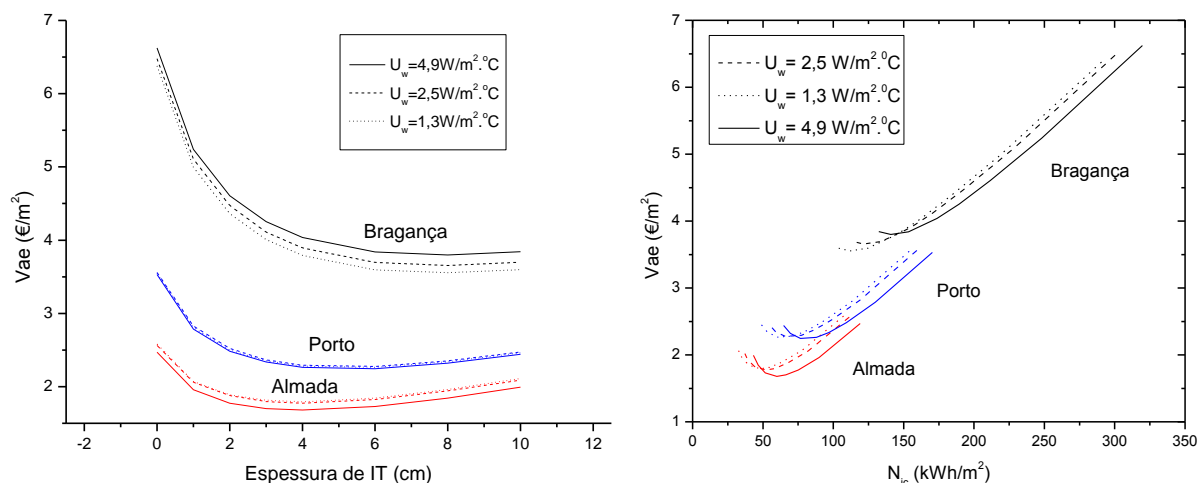 7
6
5
4
3
2
Vae (€/m²)
-2 0 2 4 6 8 10 12
Espessura de IT (cm)
U_w=4,9W/m².°C
U_w=2,5W/m².°C
U_w=1,3W/m².°C
Bragança
Porto
Almada
7
6
5
4
3
2
1
Vae (€/m²)
0 50 100 150 200 250 300 350
N_ic (kWh/m²)
U_w= 2,5 W/m².⁰C
U_w= 1,3 W/m².⁰C
U_w= 4,9 W/m².⁰C
Bragança
Porto
Almada